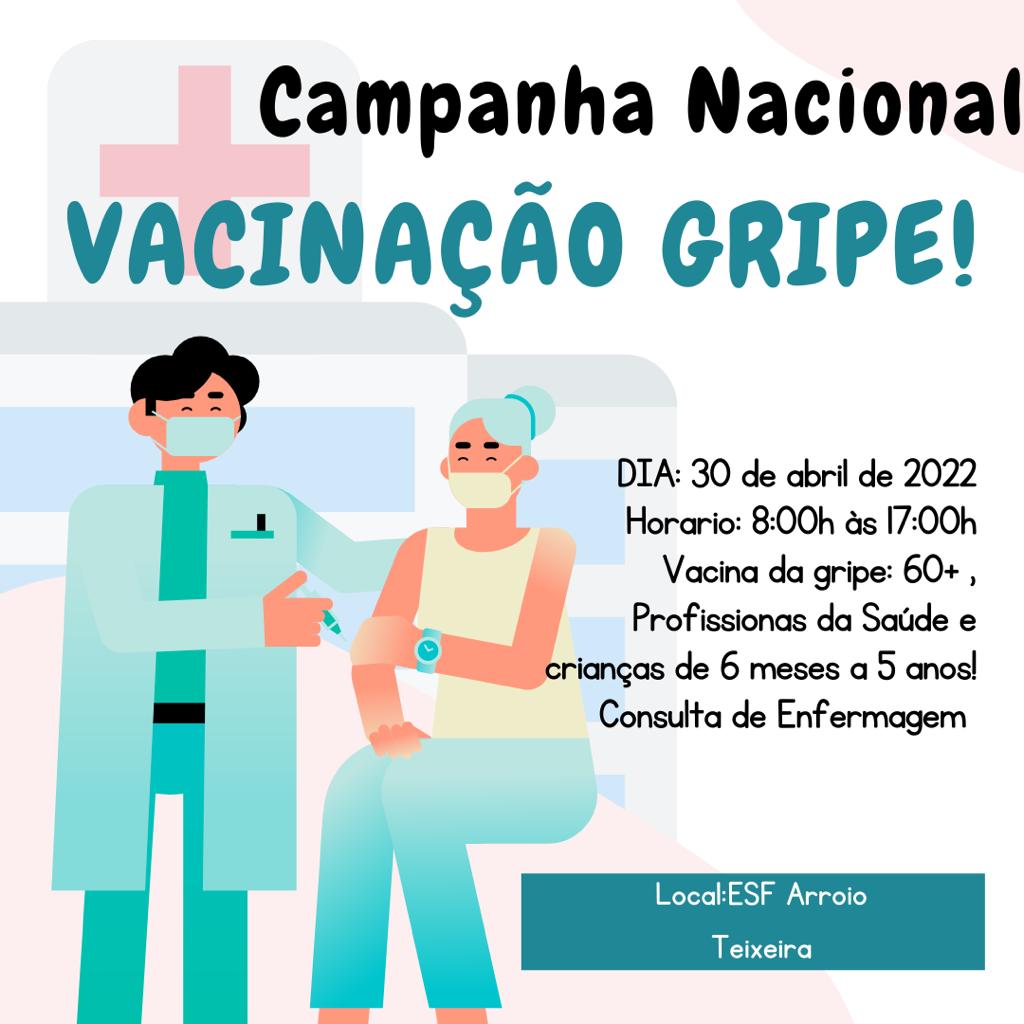 Campanha Nacional
VACINAÇÃO GRIPE!
DIA: 30 de abril de 2022
Horario: 8:00h às 17:00h
Vacina da gripe: 60+ ,
Profissionas da Saúde e
crianças de 6 meses a 5 anos!
Consulta de Enfermagem
Local:ESF Arroio
Teixeira